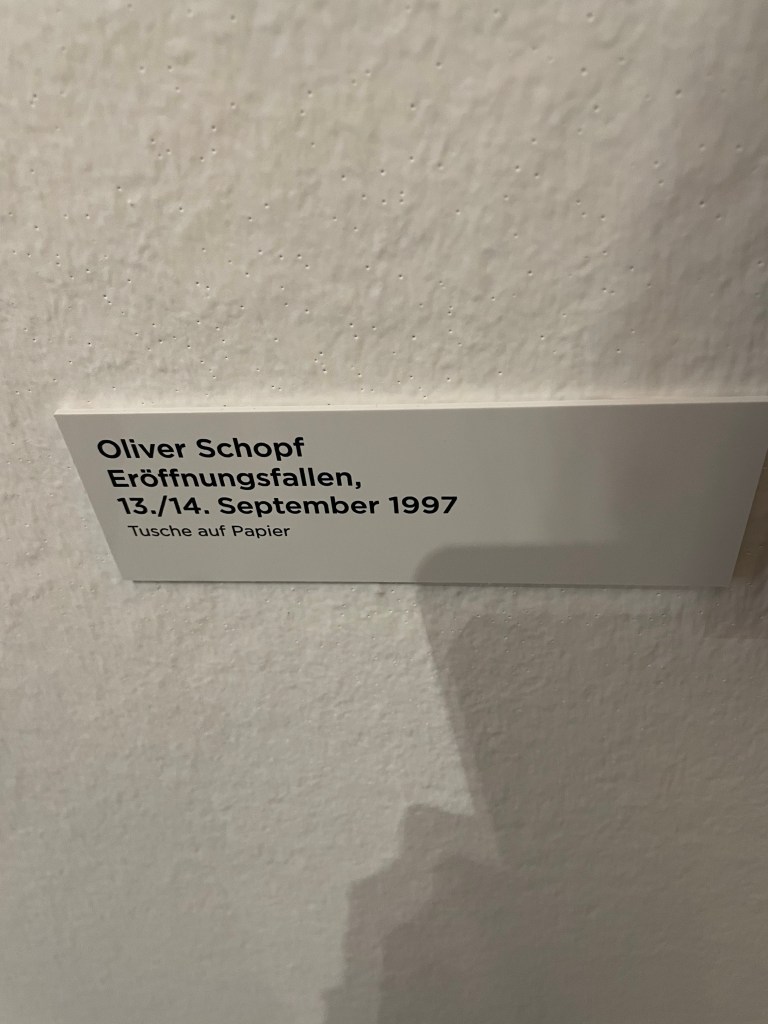 Oliver Schopf
Eröffnungsfallen,
13./14. September 1997
Tusche auf Papier